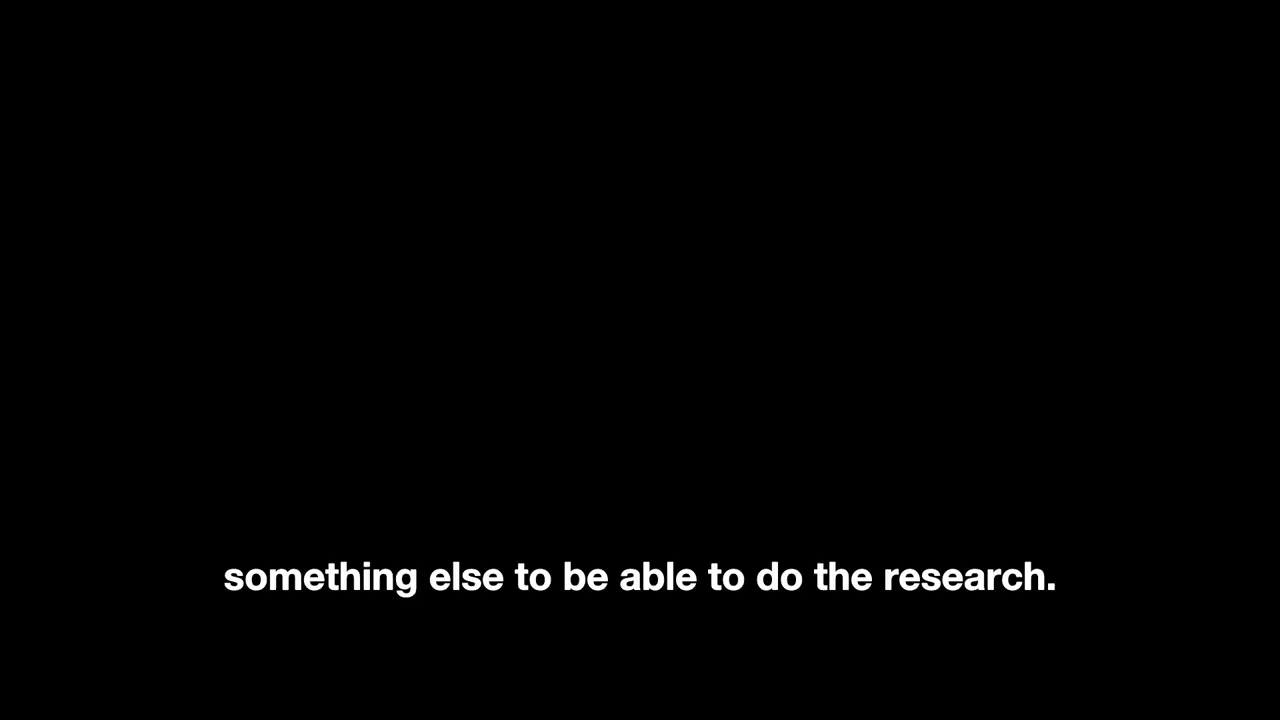 something else to be able to do the research.